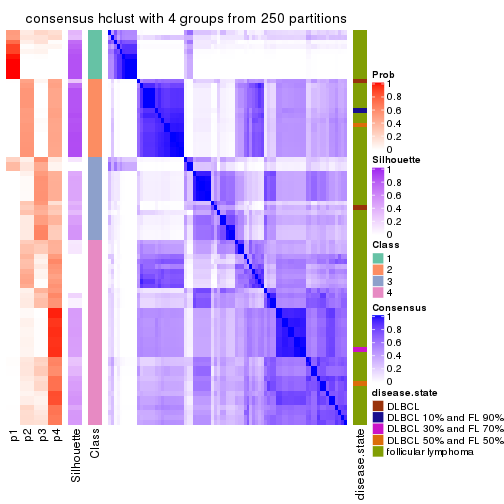 consensus hclust with 4 groups from 250 partitions
Prob
1
0.8
0.6
0.4
0.2
0
Silhouette
1
0.8
0.6
0.4
0.2
0
Class
1
2
3
4
Consensus
1
0.8
0.6
0.4
0.2
0
disease.state
DLBCL
DLBCL 10% and FL 90%
DLBCL 30% and FL 70%
DLBCL 50% and FL 50%
follicular lymphoma
p1
p2
p3
p4
Silhouette
Class
disease.state